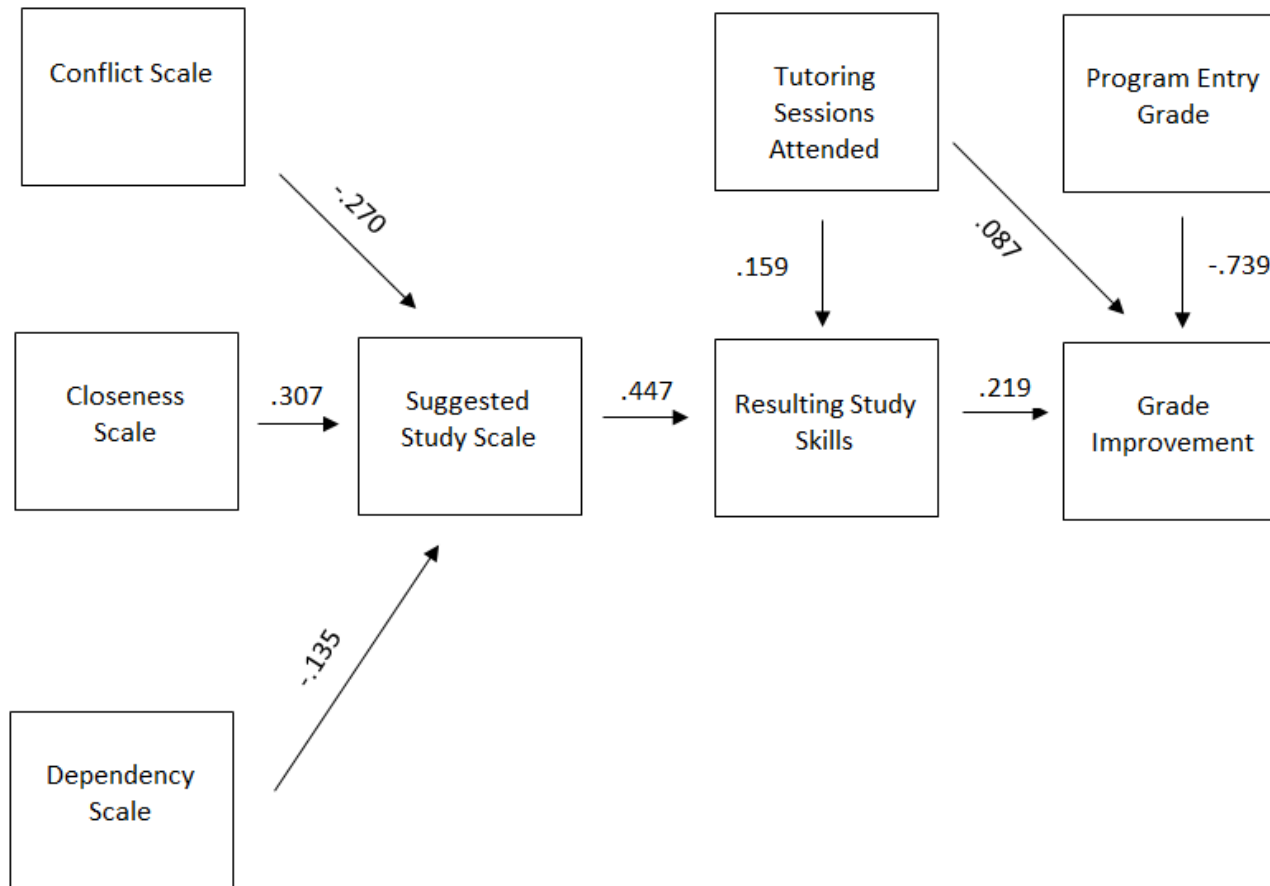 Conflict Scale
Tutoring
Sessions
Attended
Program Entry
Grade
-.270
.087
.159
-.739
Closeness
Scale
.307
Suggested
Study Scale
.447
Resulting Study
Skills
.219
Grade
Improvement
-.135
Dependency
Scale